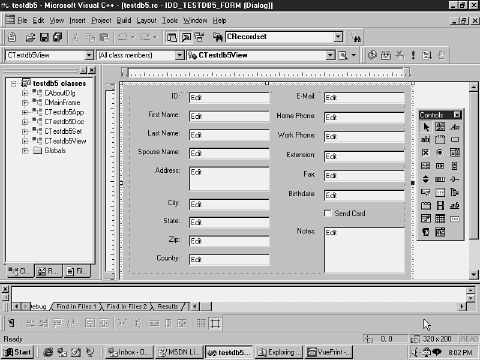 testdb5 - Microsoft Visual C++ - [testdb5.rc - IDD_TESTDB5_FORM (Dialog)]
File Edit View Insert Project Build Layout Tools Window Help
CRecordset
CTestdb5View
(All class members)
CTestdb5View
testdb5 classes
CAboutDlg
CMainFrame
CTestdb5App
CTestdb5Doc
CTestdb5Set
CTestdb5View
Globals
ID: Edit
First Name: Edit
Last Name: Edit
Spouse Name: Edit
Address: Edit
City: Edit
State: Edit
Zip: Edit
Country: Edit
E-Mail: Edit
Home Phone: Edit
Work Phone: Edit
Extension: Edit
Fax: Edit
Birthdate: Edit
Send Card
Notes: Edit
Controls
Aa
ab|
C...
R...
Fil...
Debug
Find in Files 1
Find in Files 2
Results
Ready
0, 0
320 x 200
READ
Start
Inbox - O...
MSDN Li...
testdb5...
Exploring ...
VuePrint -...
8:02 PM